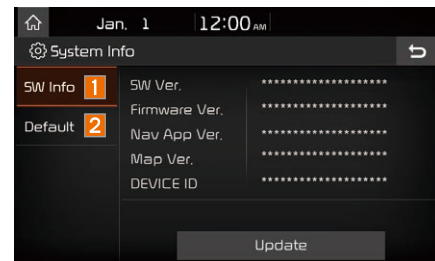 Jan. 1 12:00 AM
System Info
SW Info 1
Default 2
SW Ver. *********************
Firmware Ver. *********************
Nav App Ver. *********************
Map Ver. *********************
DEVICE ID *********************
Update